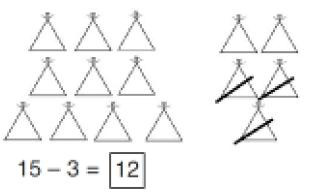 15 – 3 = 12